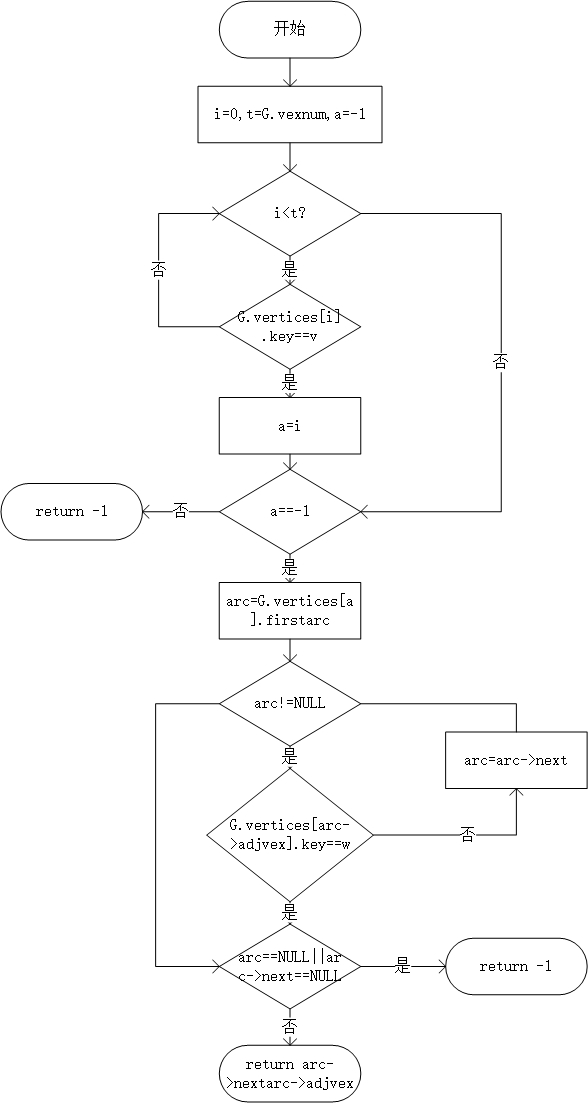 开始
i=0,t=G.vexnum,a=-1
i<t?
否
是
G.vertices[i]
.key==v
否
是
a=i
return -1
否
a==-1
是
arc=G.vertices[a
].firstarc
arc!=NULL
是
arc=arc->next
G.vertices[arc-
>adjvex].key==w
否
是
arc==NULL||ar
c->next==NULL
是
return -1
否
return arc-
>nextarc->adjvex